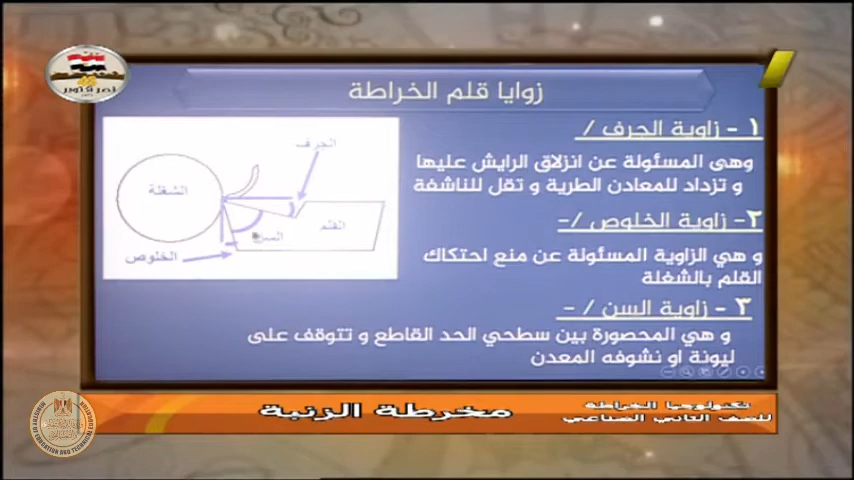 زوايا قلم الخراطة
١ - زاوية الجرف /
وهى المسئولة عن انزلاق الرايش عليها
و تزداد للمعادن الطرية و تقل للناشفة
٢- زاوية الخلوص /-
و هي الزاوية المسئولة عن منع احتكاك
القلم بالشغلة
٣ - زاوية السن / -
و هي المحصورة بين سطحي الحد القاطع و تتوقف على
ليونة او نشوفه المعدن
الجرف
الشغلة
القلم
السن
الخلوص
تكنولوجيا الخراطة
للصف الثاني الصناعي
مخرطة الزنبة